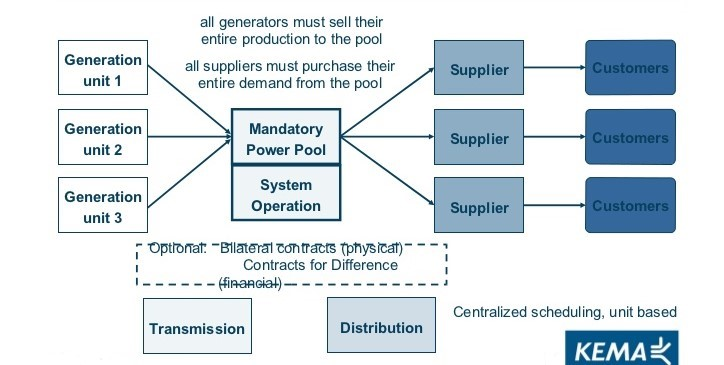 all generators must sell their
entire production to the pool
all suppliers must purchase their
entire demand from the pool
Generation
unit 1
Generation
unit 2
Generation
unit 3
Mandatory
Power Pool
System
Operation
Supplier
Supplier
Supplier
Customers
Customers
Customers
Optional: Bilateral contracts (physical)
Contracts for Difference
(financial)
Transmission
Distribution
Centralized scheduling, unit based
KEMA